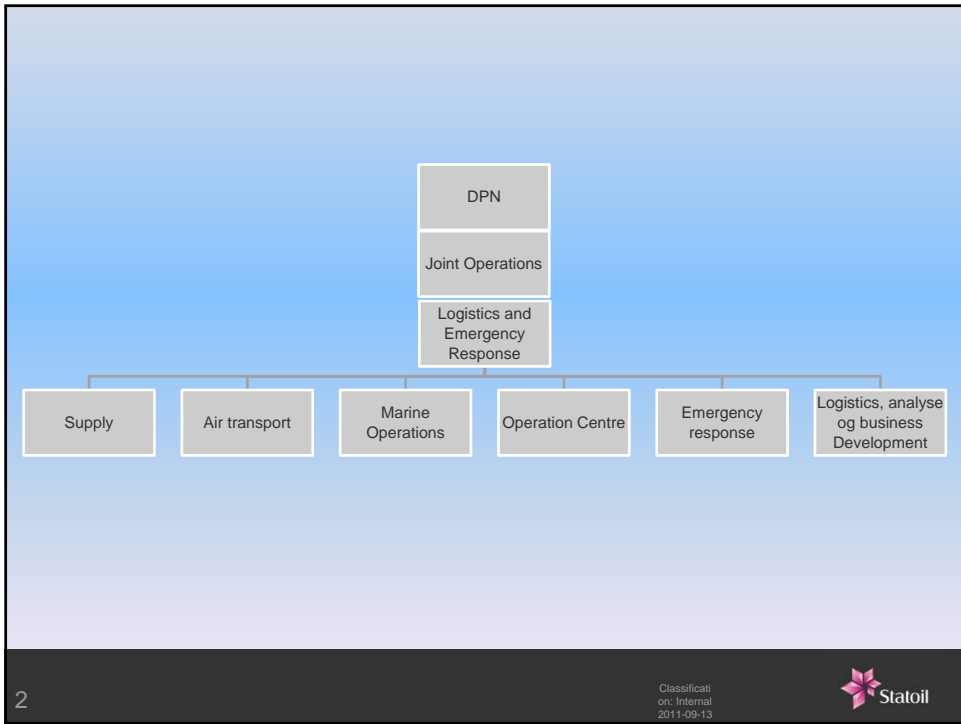 DPN
Joint Operations
Logistics and
Emergency
Response
Supply
Air transport
Marine
Operations
Operation Centre
Emergency
response
Logistics, analyse
og business
Development
2
Classificati
on: Internal
2011-09-13
Statoil